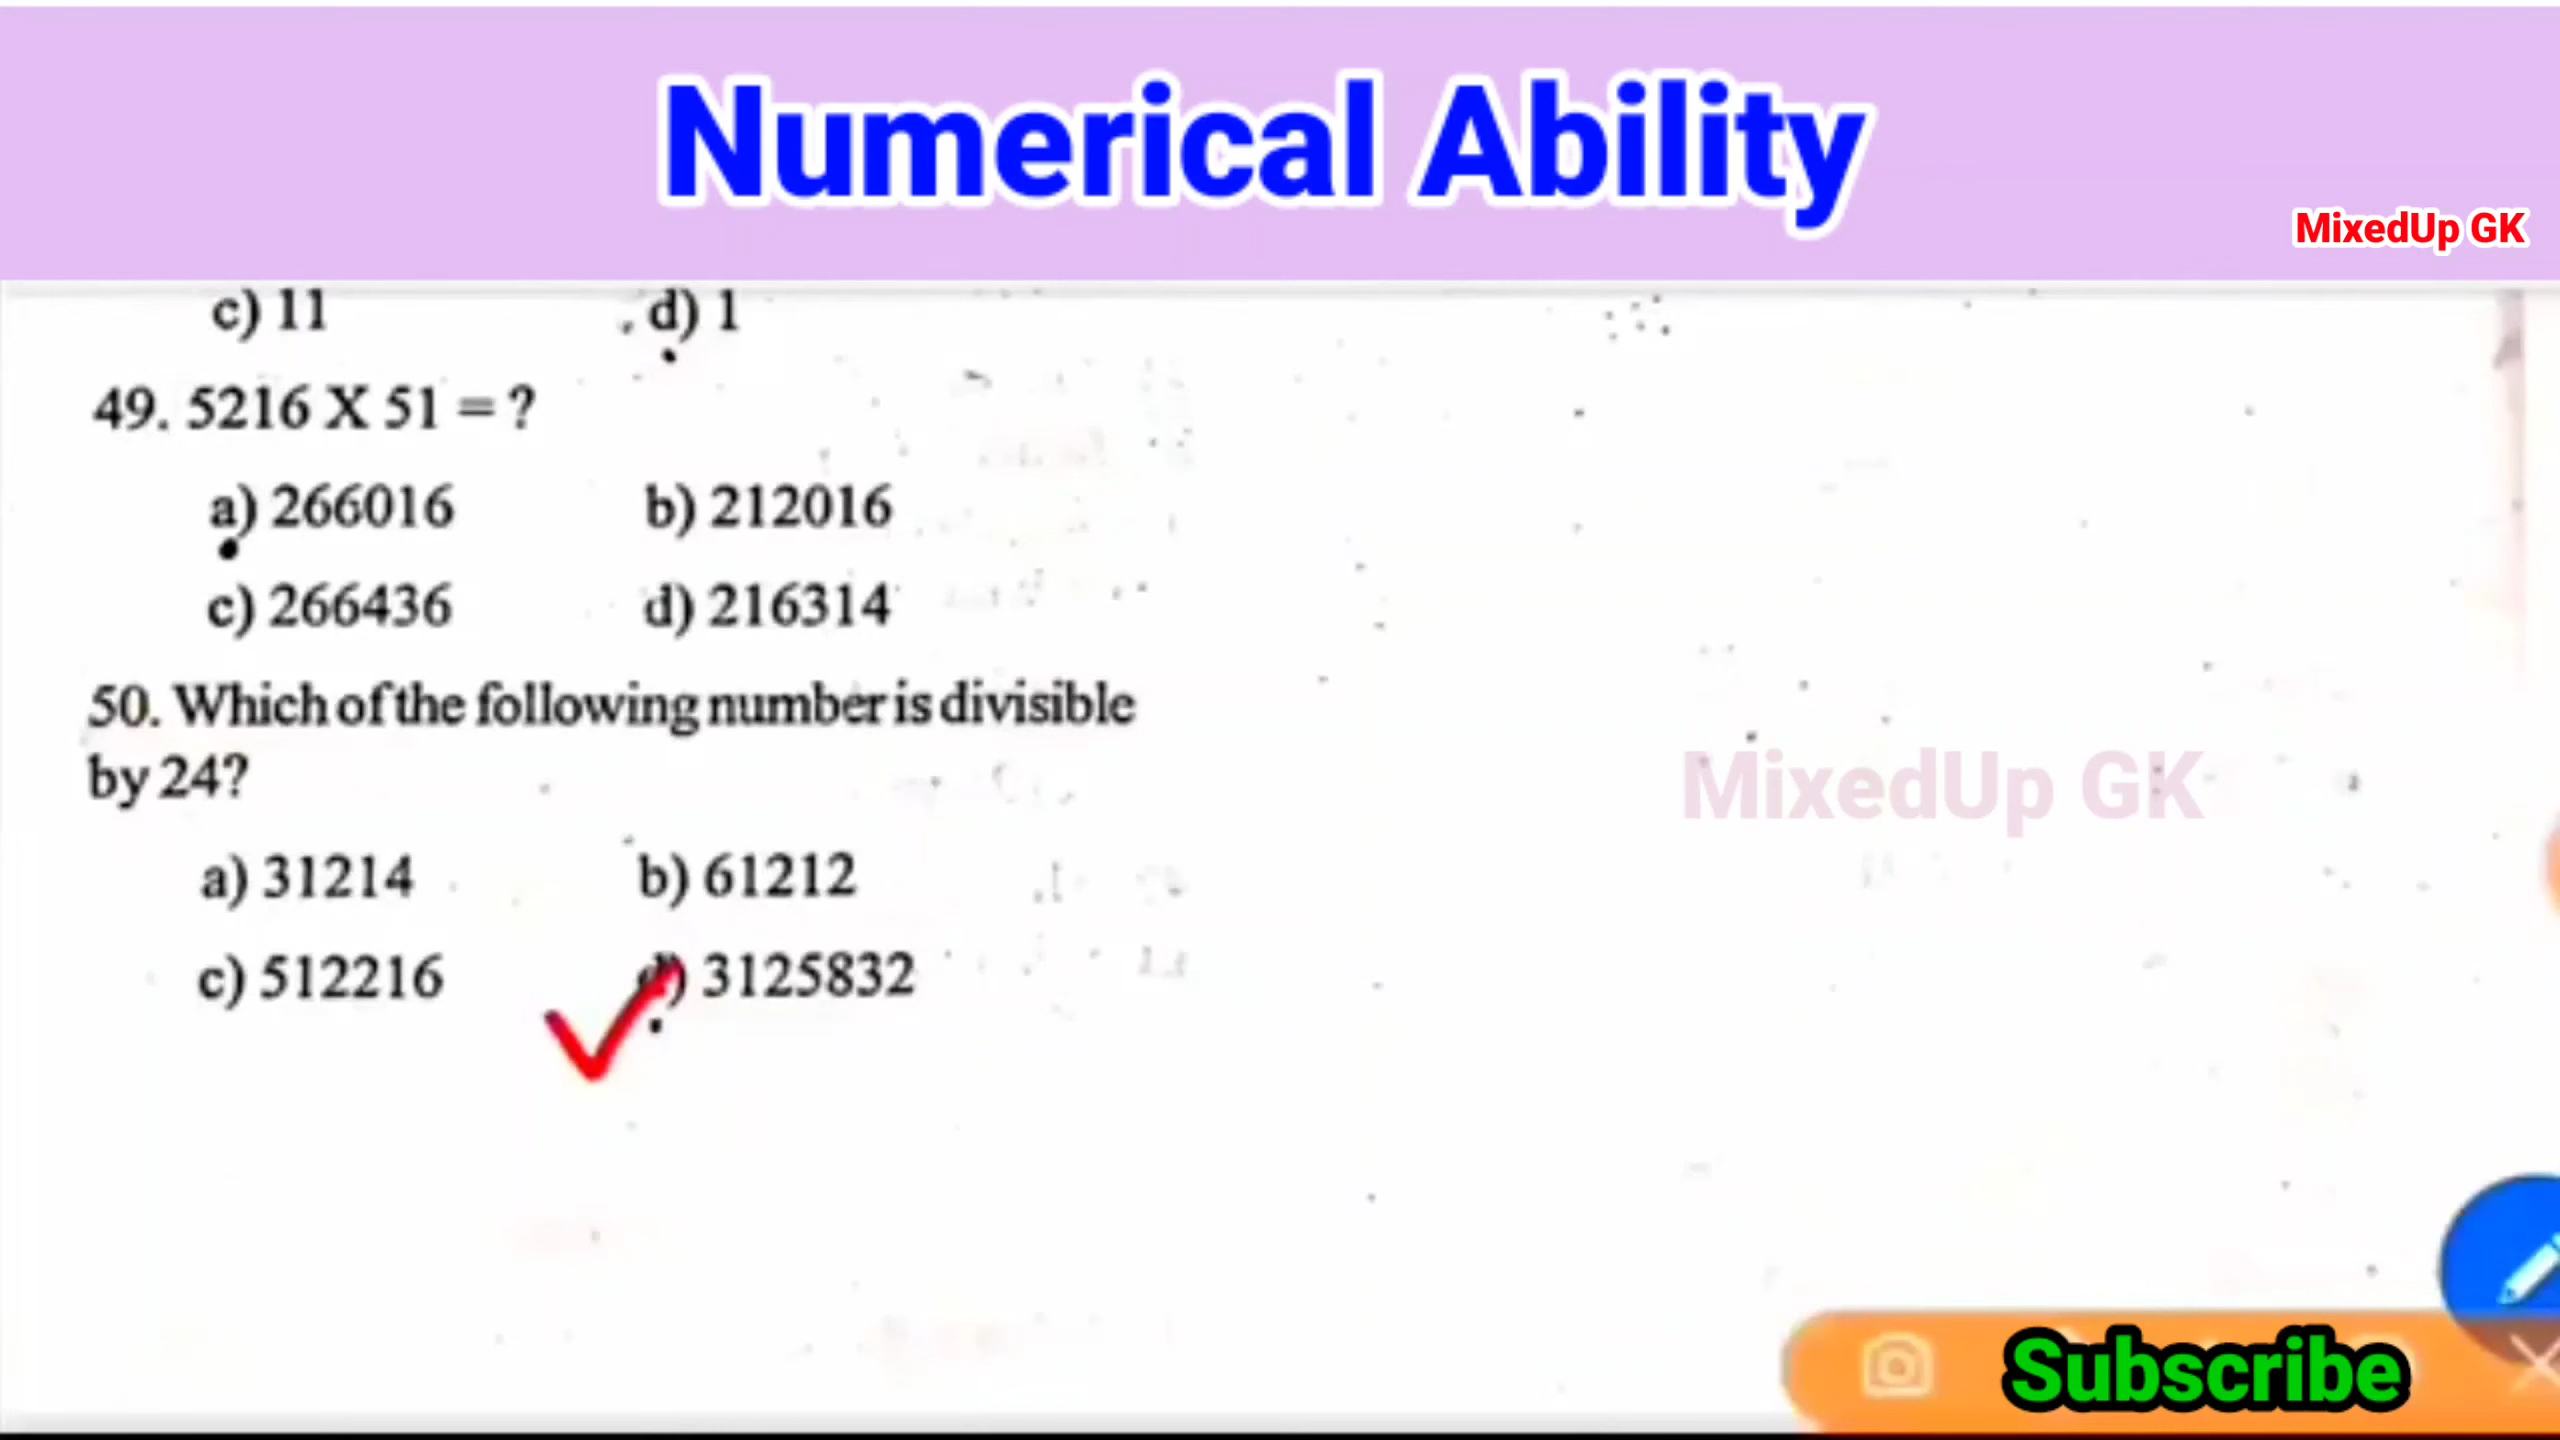 Numerical Ability
MixedUp GK
c) 11 d) 1
49. 5216 X 51 = ?
a) 266016 b) 212016
c) 266436 d) 216314
50. Which of the following number is divisible
by 24?
a) 31214 b) 61212
c) 512216 d) 3125832
MixedUp GK
Subscribe